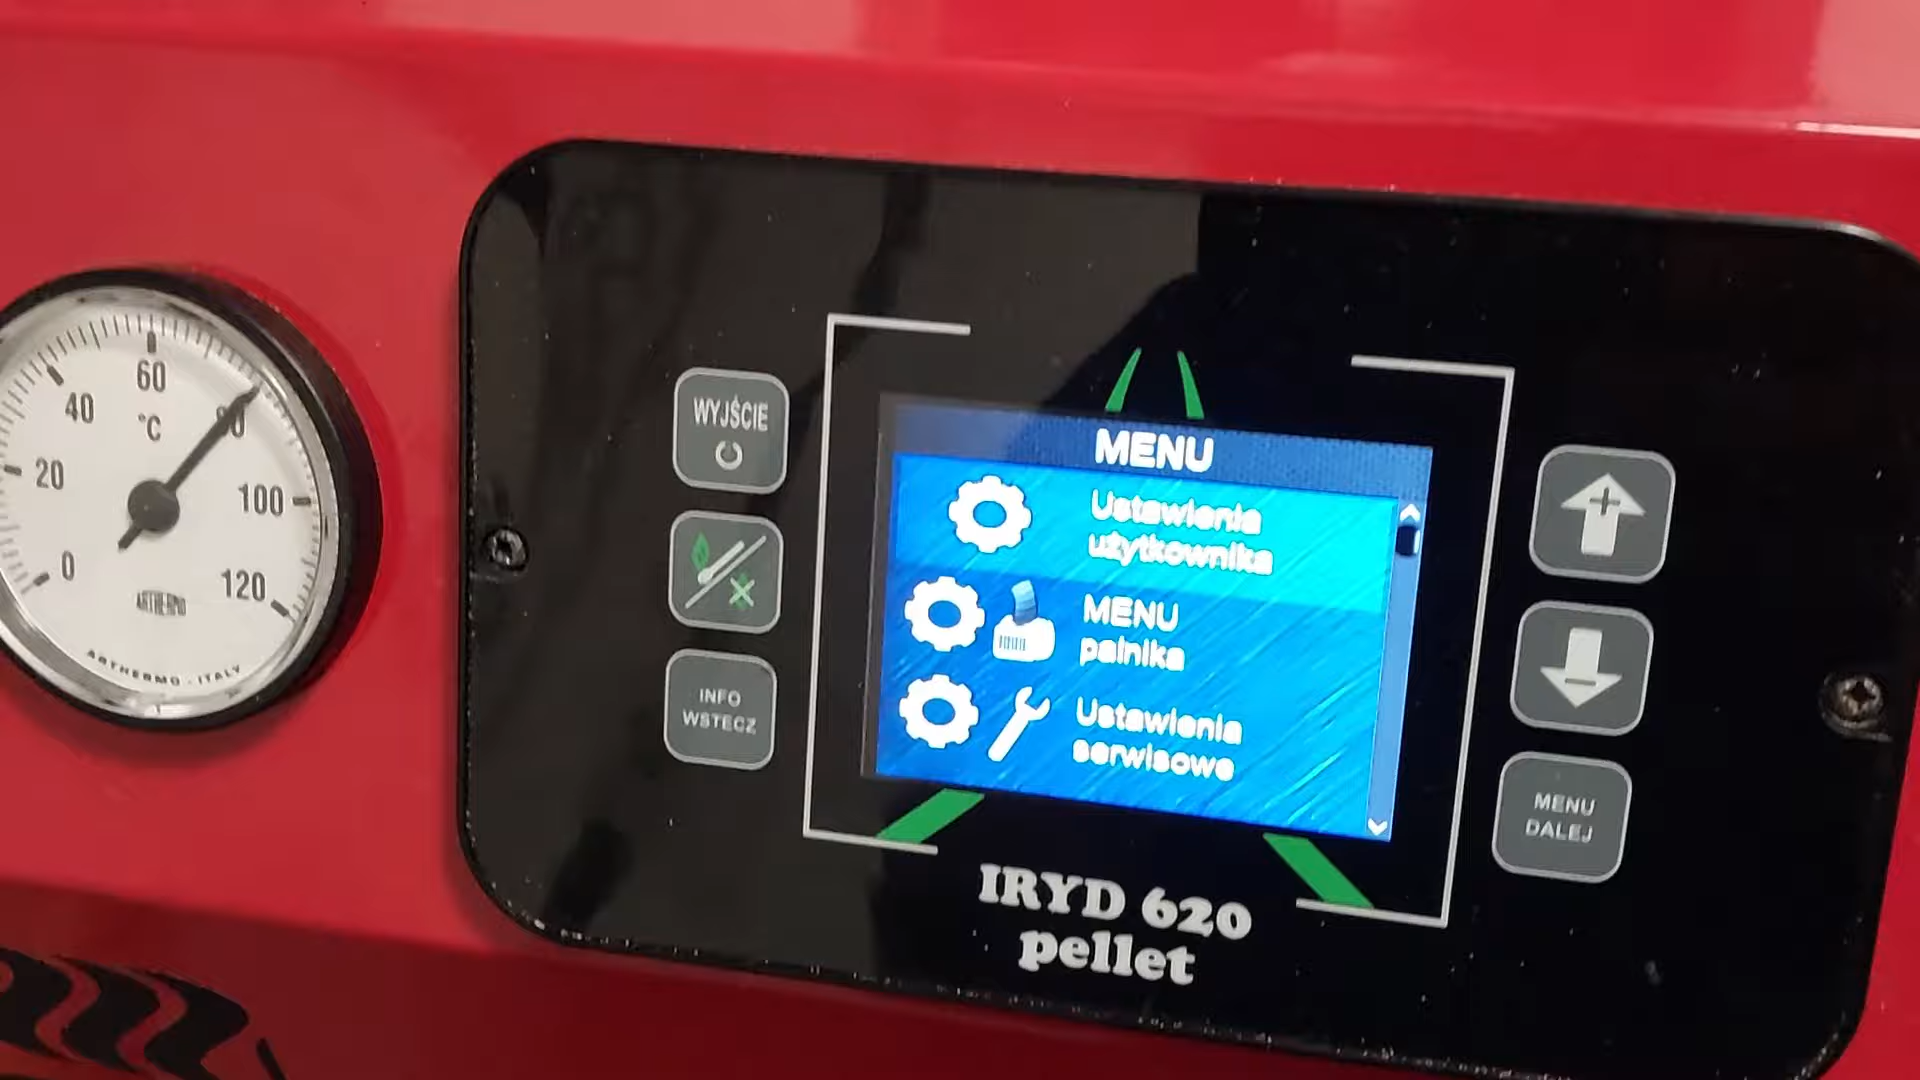 60
40
80
°C
20
100
0
120
ARTHERMO
ARTHERMO - ITALY
WYJŚCIE
INFO
WSTECZ
MENU
Ustawienia
użytkownika
MENU
palnika
Ustawienia
serwisowe
+
-
MENU
DALEJ
IRYD 620
pellet